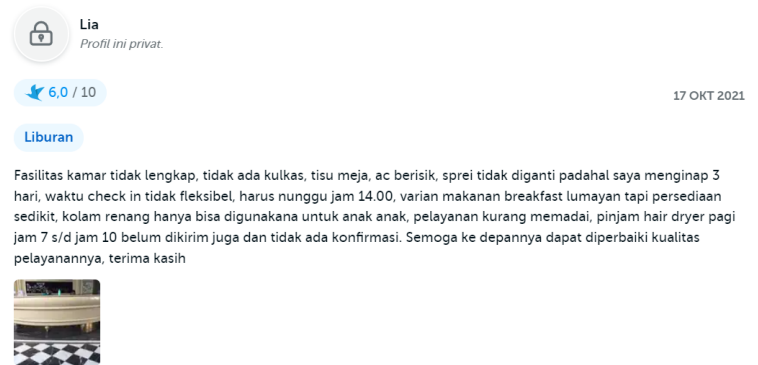 Lia
Profil ini privat.
6,0 / 10
17 OKT 2021
Liburan
Fasilitas kamar tidak lengkap, tidak ada kulkas, tisu meja, ac berisik, sprei tidak diganti padahal saya menginap 3
hari, waktu check in tidak fleksibel, harus nunggu jam 14.00, varian makanan breakfast lumayan tapi persediaan
sedikit, kolam renang hanya bisa digunakana untuk anak anak, pelayanan kurang memadai, pinjam hair dryer pagi
jam 7 s/d jam 10 belum dikirim juga dan tidak ada konfirmasi. Semoga ke depannya dapat diperbaiki kualitas
pelayanannya, terima kasih